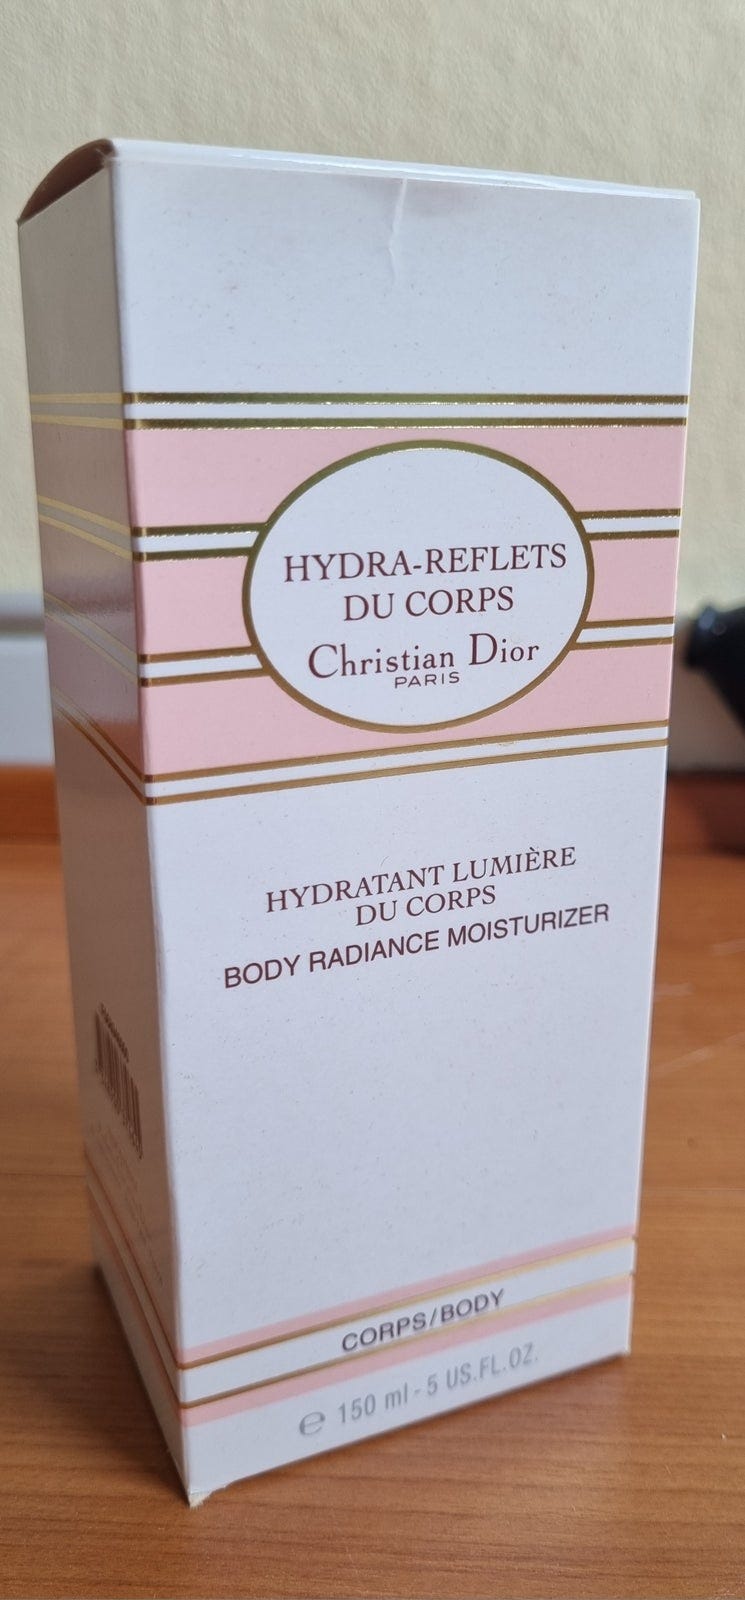 HYDRA-REFLETS
DU CORPS
Christian Dior
PARIS
HYDRATANT LUMIÈRE
DU CORPS
BODY RADIANCE MOISTURIZER
CORPS/BODY
℮ 150 ml - 5 US.FL.OZ.